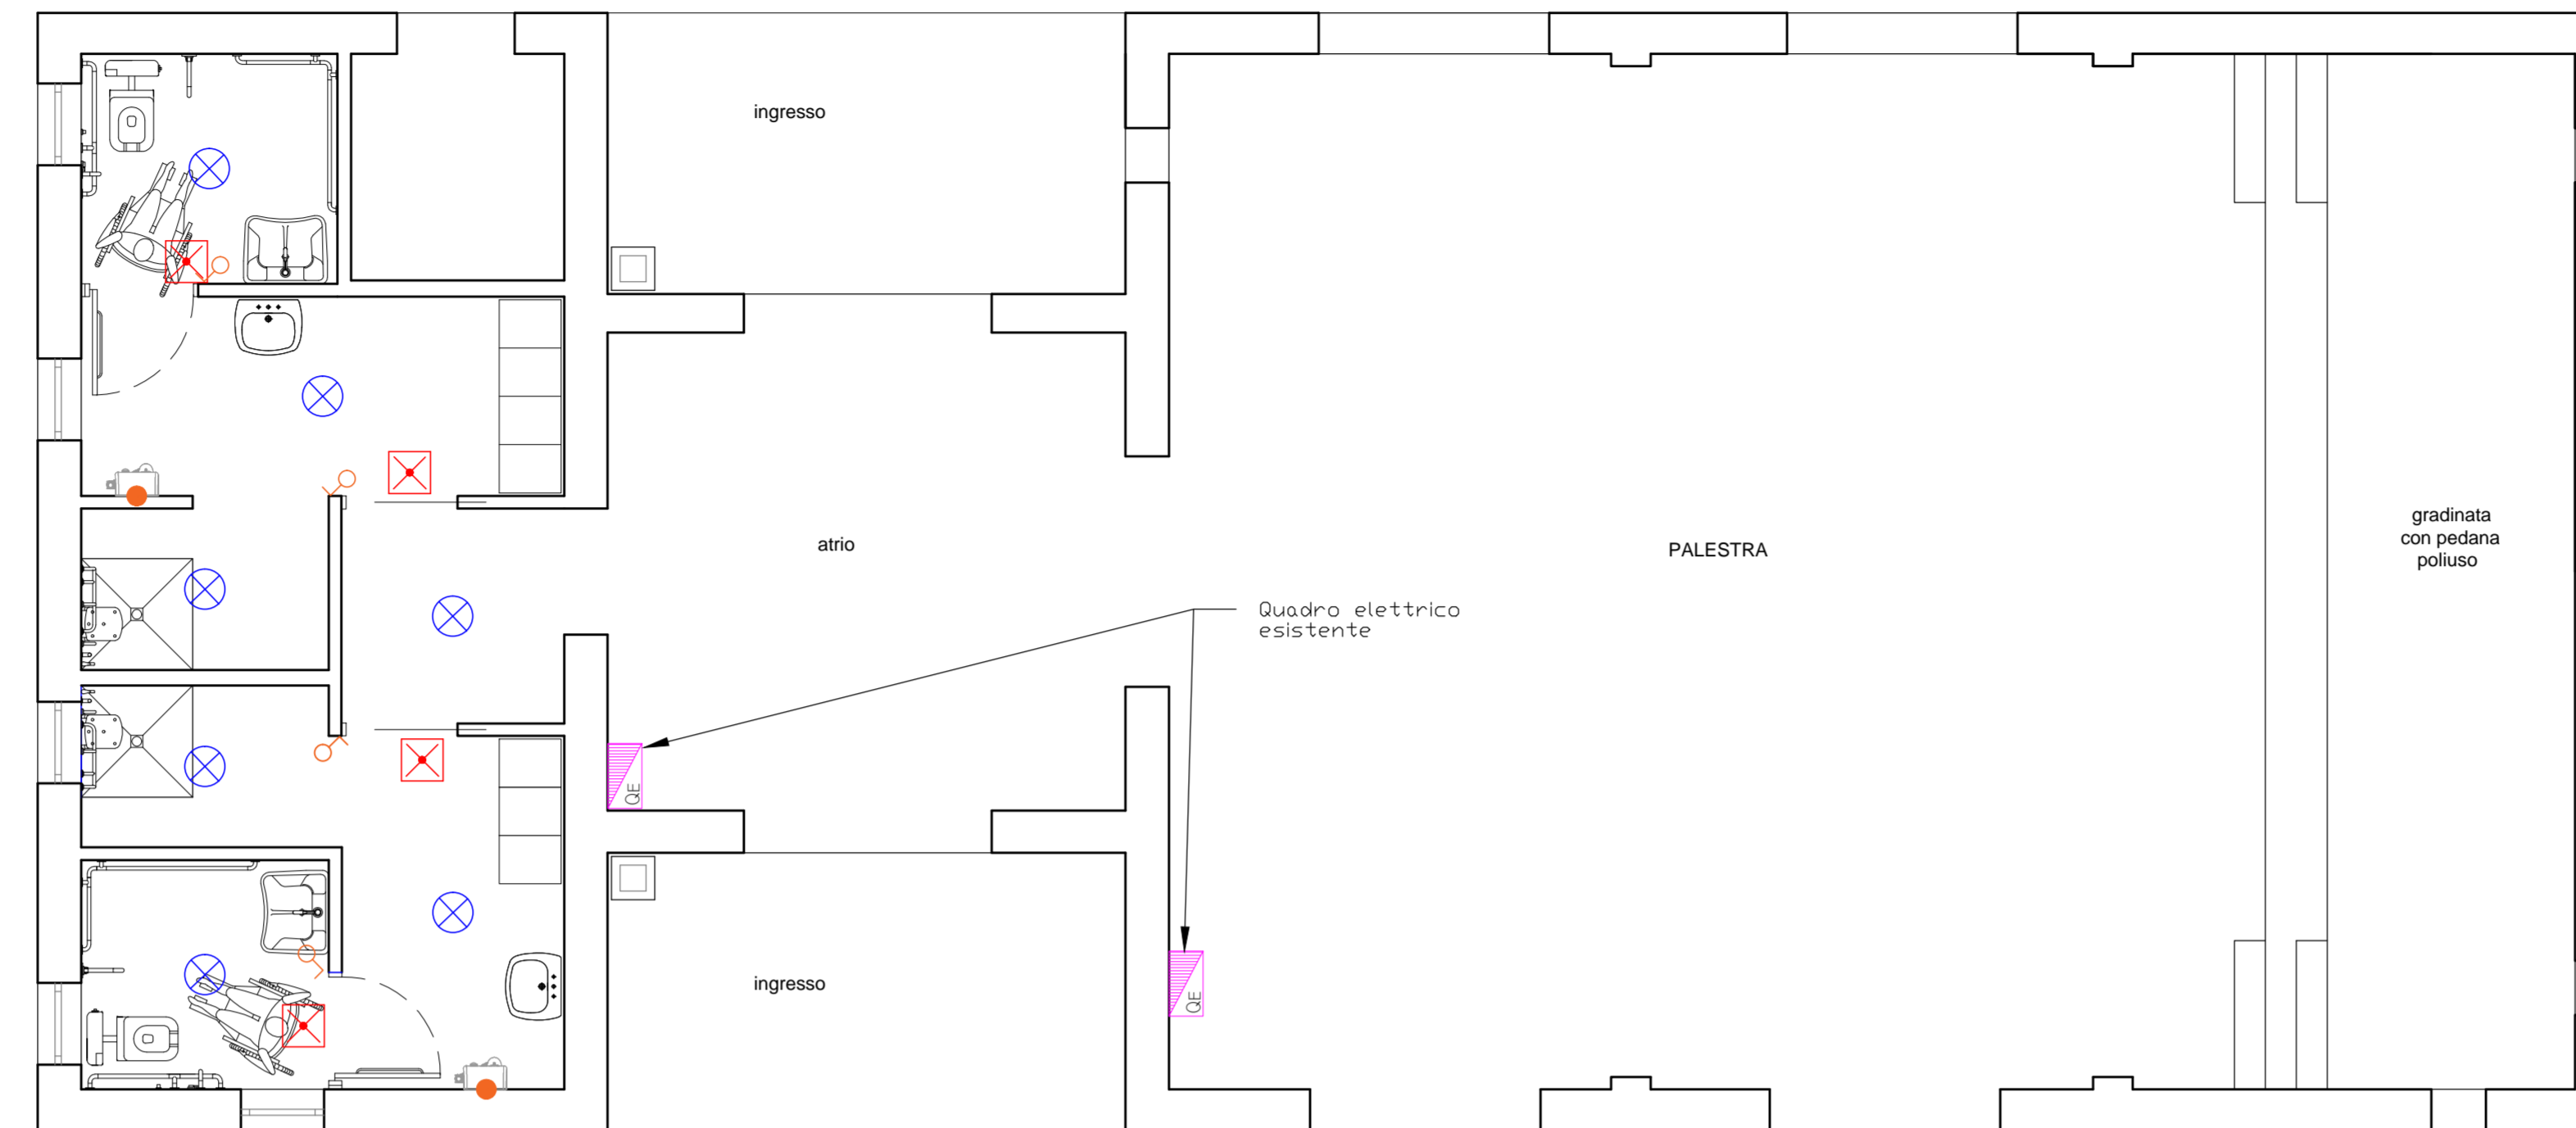 ingresso
atrio
PALESTRA
gradinata
con pedana
poliuso
Quadro elettrico
esistente
QE
ingresso
QE